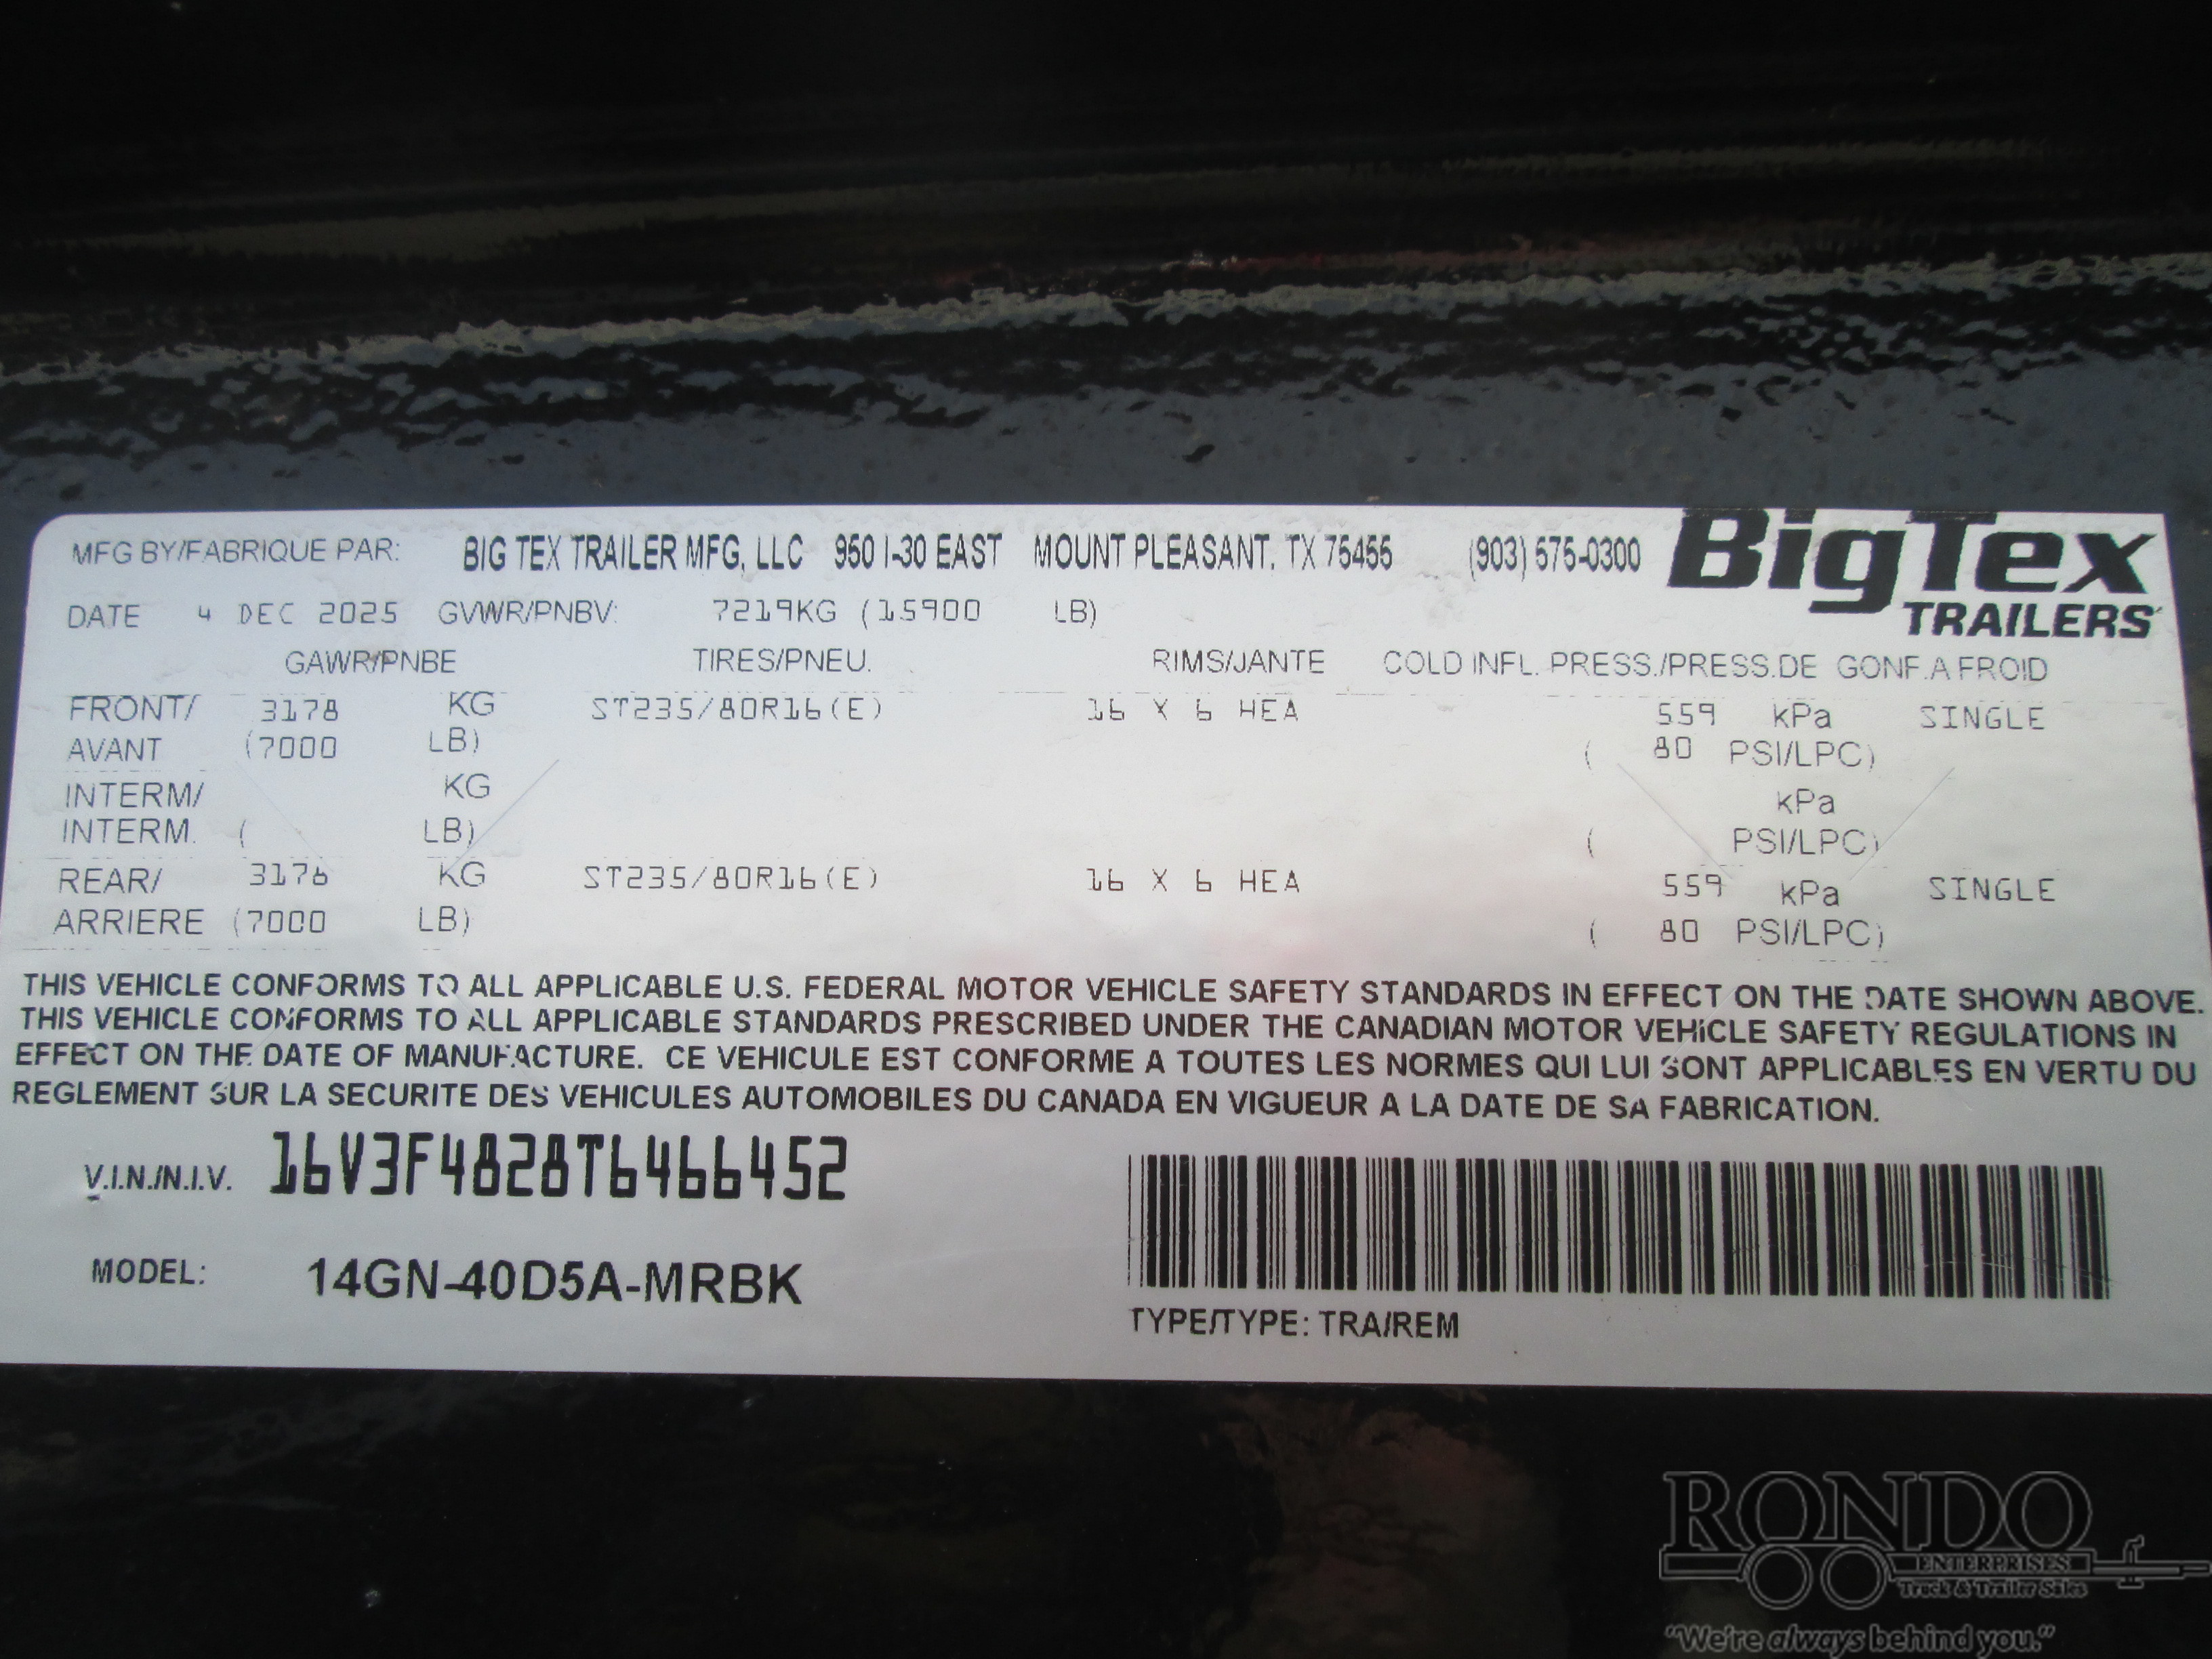 MFG BY/FABRIQUE PAR: BIG TEX TRAILER MFG, LLC 950 I-30 EAST MOUNT PLEASANT, TX 75455 (903) 575-0300 BigTex
TRAILERS
DATE 4 DEC 2025 GVWR/PNBV: 7219KG (15900 LB)
GAWR/PNBE TIRES/PNEU. RIMS/JANTE COLD INFL. PRESS./PRESS.DE GONF.A FROID
FRONT/ 3178 KG ST235/80R16(E) 16 X 6 HEA 559 kPa SINGLE
AVANT (7000 LB) ( 80 PSI/LPC)
INTERM/ KG kPa
INTERM. ( LB) ( PSI/LPC)
REAR/ 3178 KG ST235/80R16(E) 16 X 6 HEA 559 kPa SINGLE
ARRIERE (7000 LB) ( 80 PSI/LPC)
THIS VEHICLE CONFORMS TO ALL APPLICABLE U.S. FEDERAL MOTOR VEHICLE SAFETY STANDARDS IN EFFECT ON THE DATE SHOWN ABOVE.
THIS VEHICLE CONFORMS TO ALL APPLICABLE STANDARDS PRESCRIBED UNDER THE CANADIAN MOTOR VEHICLE SAFETY REGULATIONS IN
EFFECT ON THE DATE OF MANUFACTURE. CE VEHICULE EST CONFORME A TOUTES LES NORMES QUI LUI SONT APPLICABLES EN VERTU DU
REGLEMENT SUR LA SECURITE DES VEHICULES AUTOMOBILES DU CANADA EN VIGUEUR A LA DATE DE SA FABRICATION.
V.I.N./N.I.V. 16V3F4828T6466452
MODEL: 14GN-40D5A-MRBK
TYPE/TYPE: TRA/REM
RONDO
ENTERPRISES
Truck & Trailer Sales
"We're always behind you."